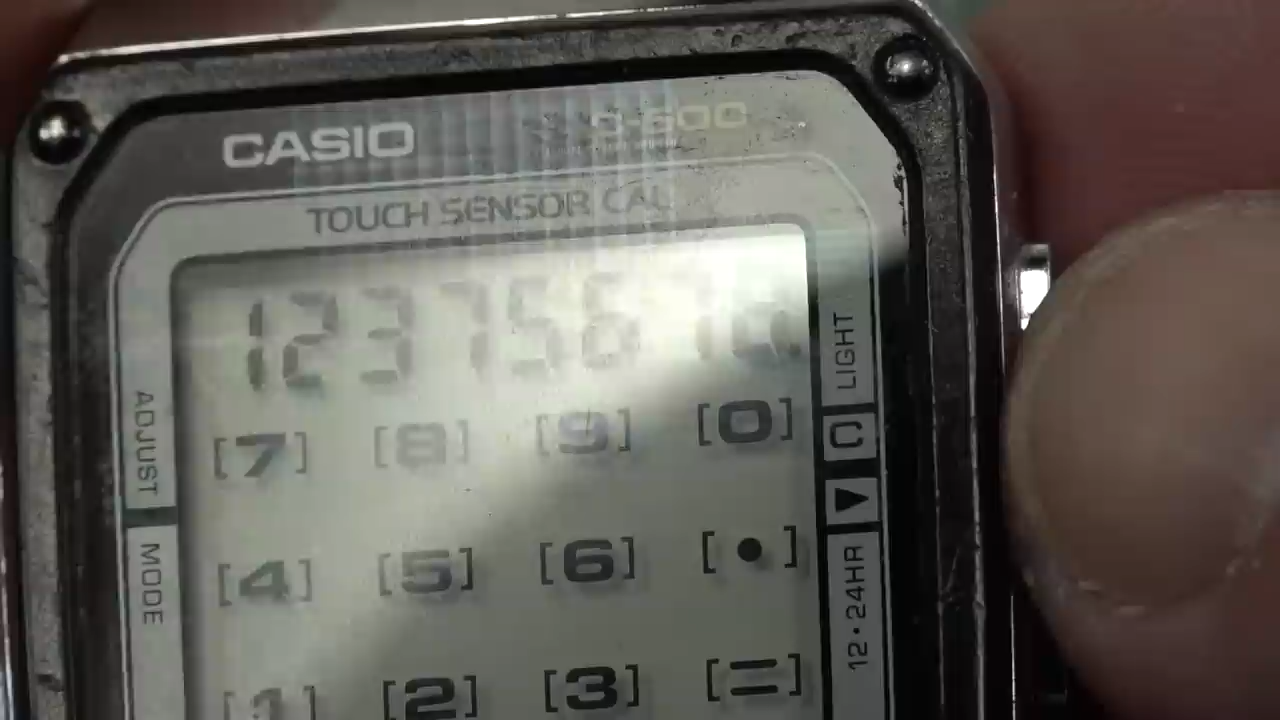 CASIO
TOUCH SENSOR CAL
LIGHT
ADJUST
[7] [8] [9] [0]
C
[4] [5] [6] [•]
MODE
12•24HR
[1] [2] [3] [=]